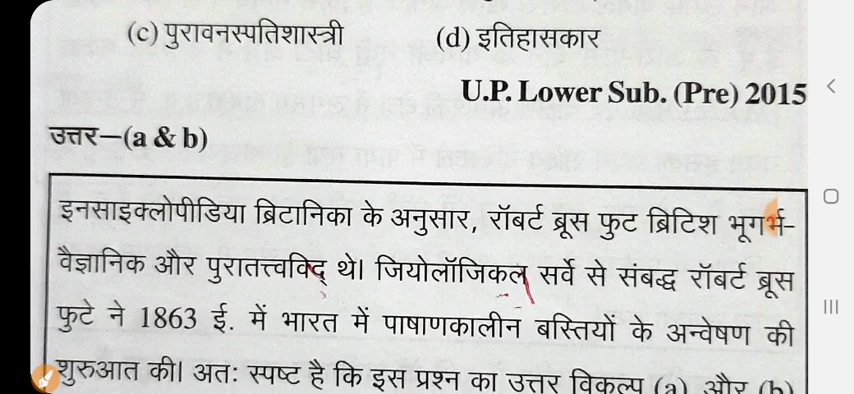 (c) पुरावनस्पतिशास्त्री (d) इतिहासकार
U.P. Lower Sub. (Pre) 2015
उत्तर–(a & b)
इनसाइक्लोपीडिया ब्रिटानिका के अनुसार, रॉबर्ट ब्रूस फुट ब्रिटिश भूगर्भ-
वैज्ञानिक और पुरातत्त्वविद् थे। जियोलॉजिकल सर्वे से संबद्ध रॉबर्ट ब्रूस
फुटे ने 1863 ई. में भारत में पाषाणकालीन बस्तियों के अन्वेषण की
शुरुआत की। अतः स्पष्ट है कि इस प्रश्न का उत्तर विकल्प (a) और (b)